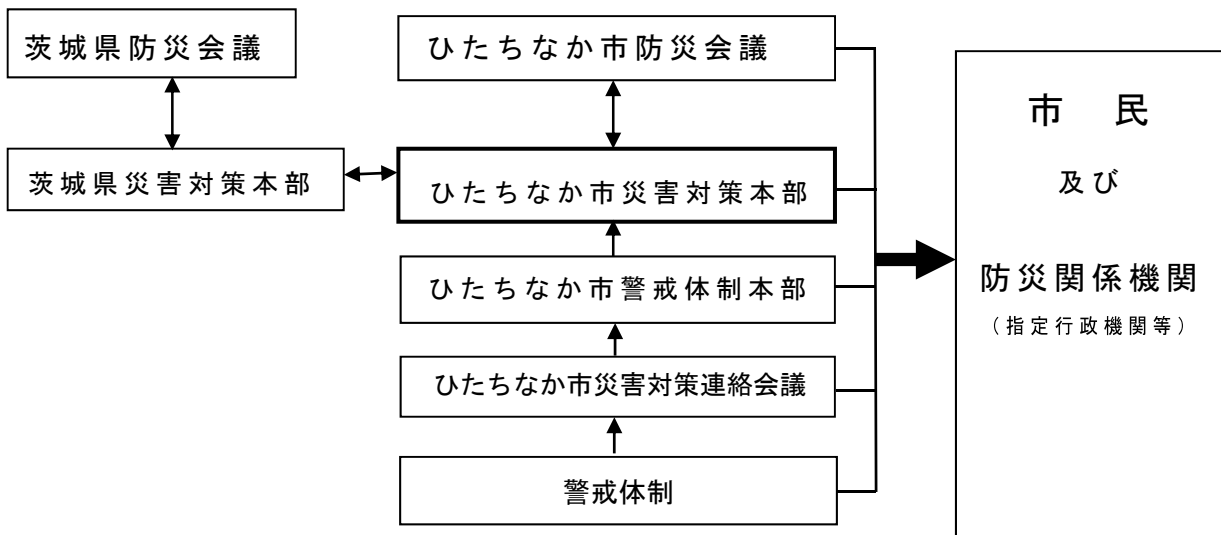 茨城県防災会議
ひたちなか市防災会議
茨城県災害対策本部
ひたちなか市災害対策本部
ひたちなか市警戒体制本部
ひたちなか市災害対策連絡会議
警戒体制
市　民
及び
防災関係機関
（指定行政機関等）